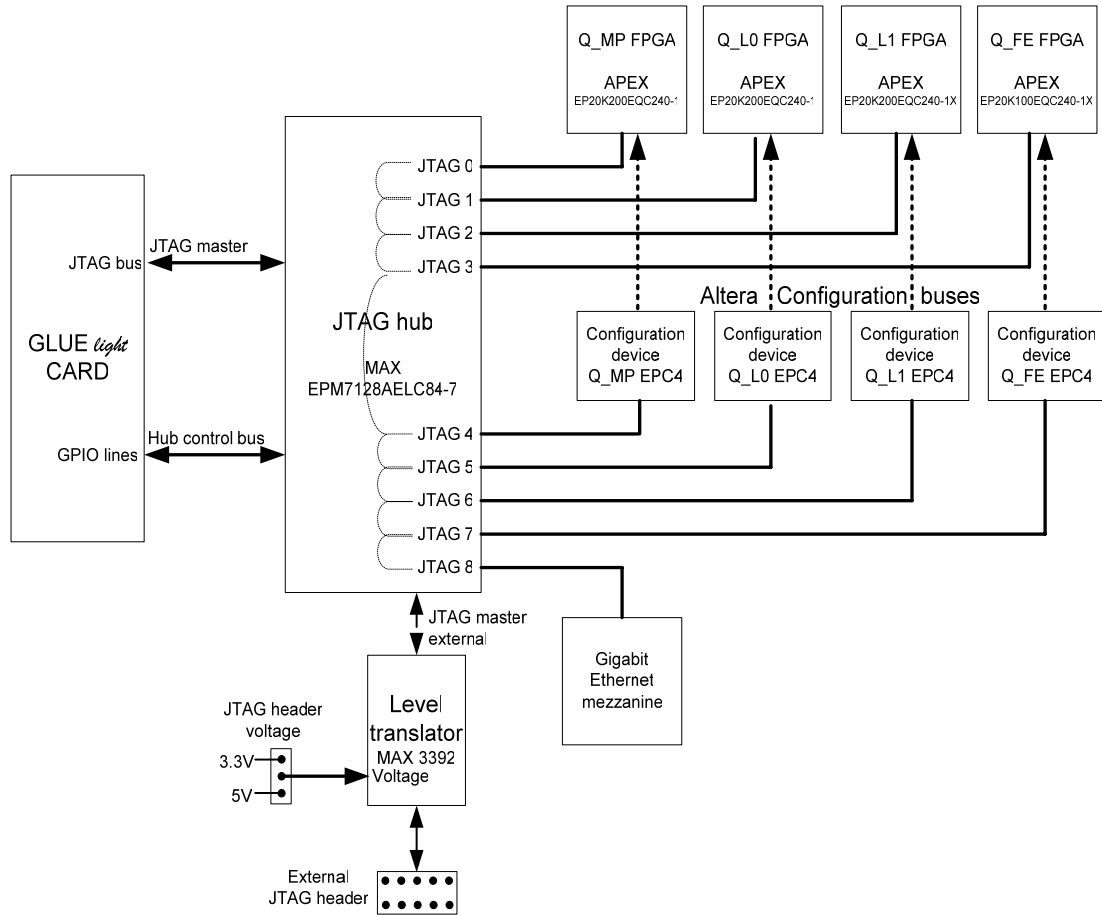 Q_MP FPGA
APEX
EP20K200EQC240-1
Q_L0 FPGA
APEX
EP20K200EQC240-1
Q_L1 FPGA
APEX
EP20K200EQC240-1X
Q_FE FPGA
APEX
EP20K100EQC240-1X
JTAG 0
JTAG 1
JTAG 2
JTAG 3
JTAG master
JTAG bus
Altera Configuration buses
JTAG hub
MAX
EPM7128AELC84-7
GLUE light
CARD
Configuration
device
Q_MP EPC4
Configuration
device
Q_L0 EPC4
Configuration
device
Q_L1 EPC4
Configuration
device
Q_FE EPC4
Hub control bus
GPIO lines
JTAG 4
JTAG 5
JTAG 6
JTAG 7
JTAG 8
JTAG master
external
Gigabit
Ethernet
mezzanine
Level
translator
MAX 3392
Voltage
JTAG header
voltage
3.3V
5V
External
JTAG header